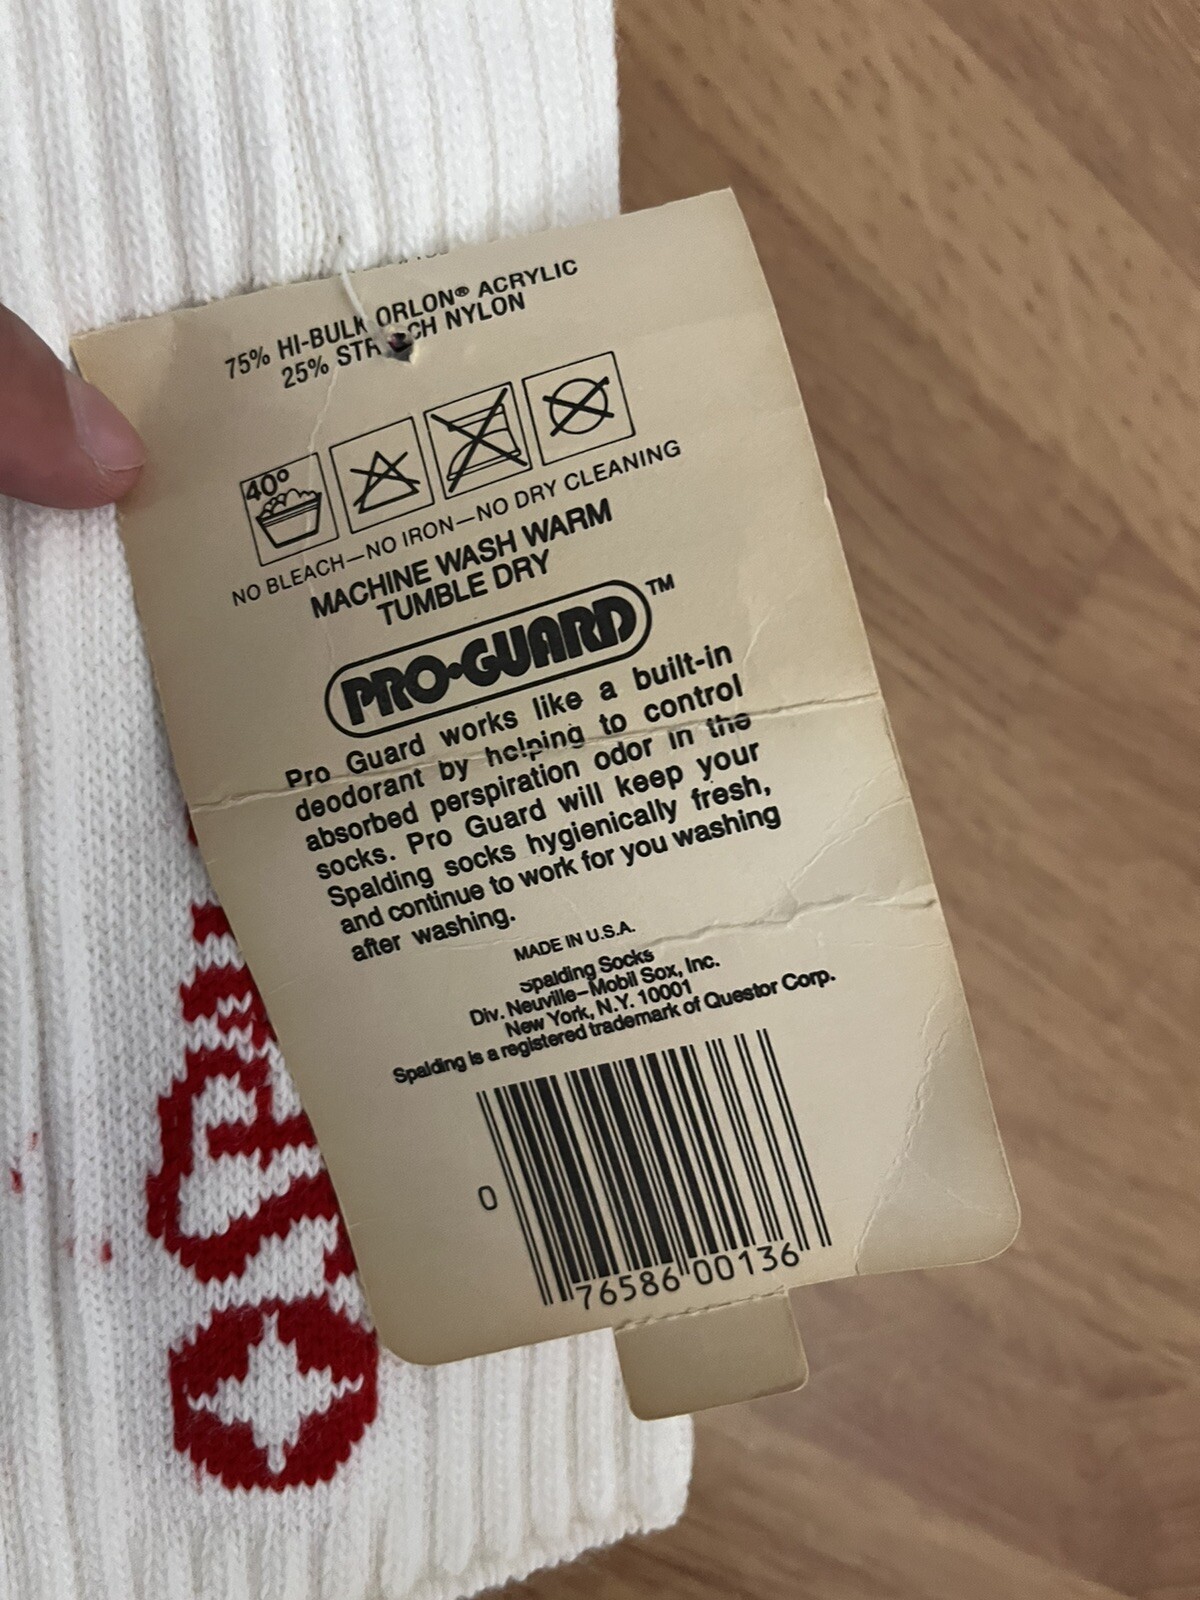 75% HI-BULK ORLON® ACRYLIC
25% NYLON
40°
NO BLEACH—NO IRON—NO DRY CLEANING
MACHINE WASH WARM
TUMBLE DRY
PRO•GUARD™
Pro Guard works like a built-in
deodorant by helping to control
absorbed perspiration odor in the
socks. Pro Guard will keep your
Spalding socks hygienically fresh,
and continue to work for you washing
after washing.
MADE IN U.S.A.
Spalding Socks
Div. Neuville–Mobil Sox, Inc.
New York, N.Y. 10001
Spalding is a registered trademark of Questor Corp.
0 76586 00136